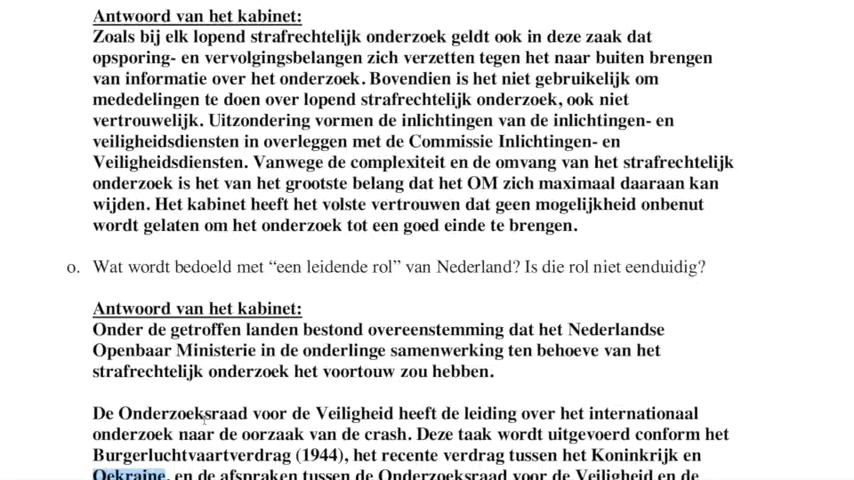 Antwoord van het kabinet:
Zoals bij elk lopend strafrechtelijk onderzoek geldt ook in deze zaak dat
opsporing- en vervolgingsbelangen zich verzetten tegen het naar buiten brengen
van informatie over het onderzoek. Bovendien is het niet gebruikelijk om
mededelingen te doen over lopend strafrechtelijk onderzoek, ook niet
vertrouwelijk. Uitzondering vormen de inlichtingen van de inlichtingen- en
veiligheidsdiensten in overleggen met de Commissie Inlichtingen- en
Veiligheidsdiensten. Vanwege de complexiteit en de omvang van het strafrechtelijk
onderzoek is het van het grootste belang dat het OM zich maximaal daaraan kan
wijden. Het kabinet heeft het volste vertrouwen dat geen mogelijkheid onbenut
wordt gelaten om het onderzoek tot een goed einde te brengen.
o. Wat wordt bedoeld met “een leidende rol” van Nederland? Is die rol niet eenduidig?
Antwoord van het kabinet:
Onder de getroffen landen bestond overeenstemming dat het Nederlandse
Openbaar Ministerie in de onderlinge samenwerking ten behoeve van het
strafrechtelijk onderzoek het voortouw zou hebben.
De Onderzoeksraad voor de Veiligheid heeft de leiding over het internationaal
onderzoek naar de oorzaak van de crash. Deze taak wordt uitgevoerd conform het
Burgerluchtvaartverdrag (1944), het recente verdrag tussen het Koninkrijk en
Oekraine, en de afspraken tussen de Onderzoeksraad voor de Veiligheid en de